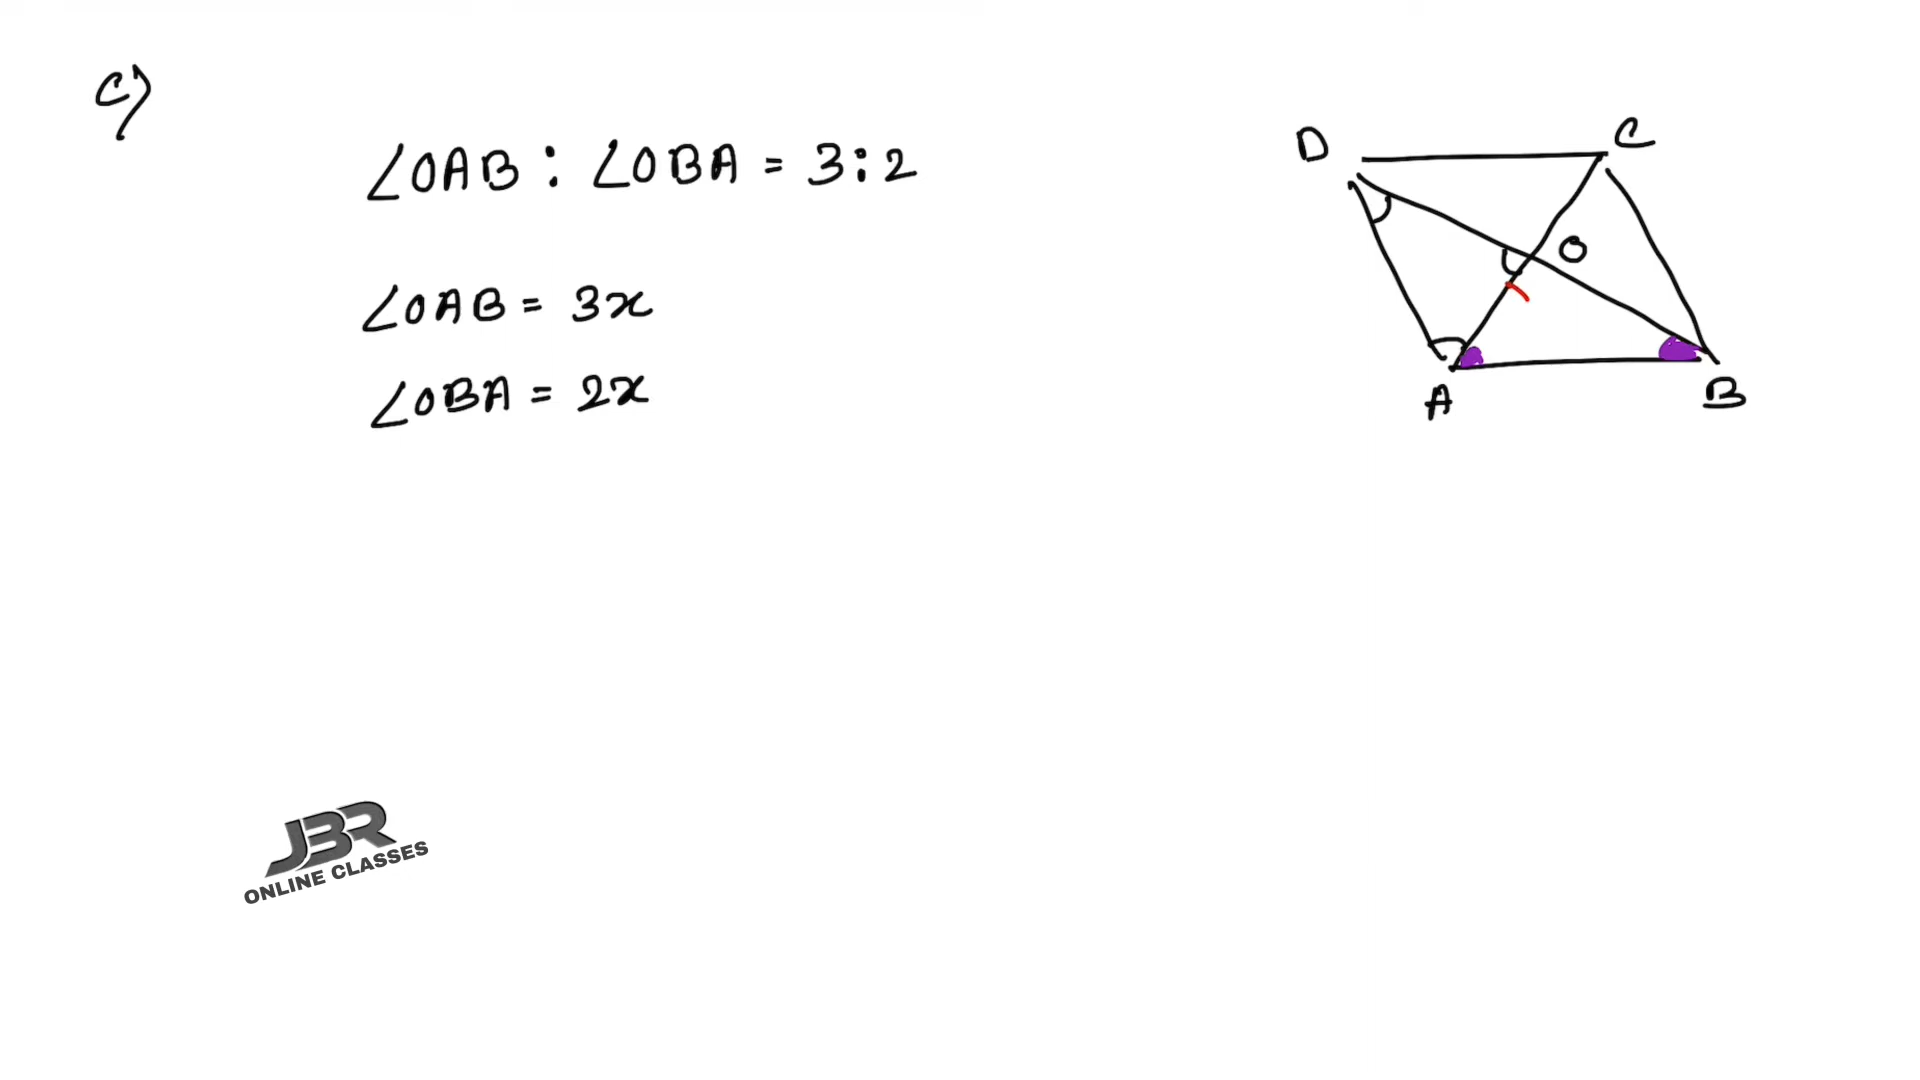 C)
∠OAB : ∠OBA = 3:2
∠OAB = 3x
∠OBA = 2x
D
C
O
A
B
JBR
ONLINE CLASSES